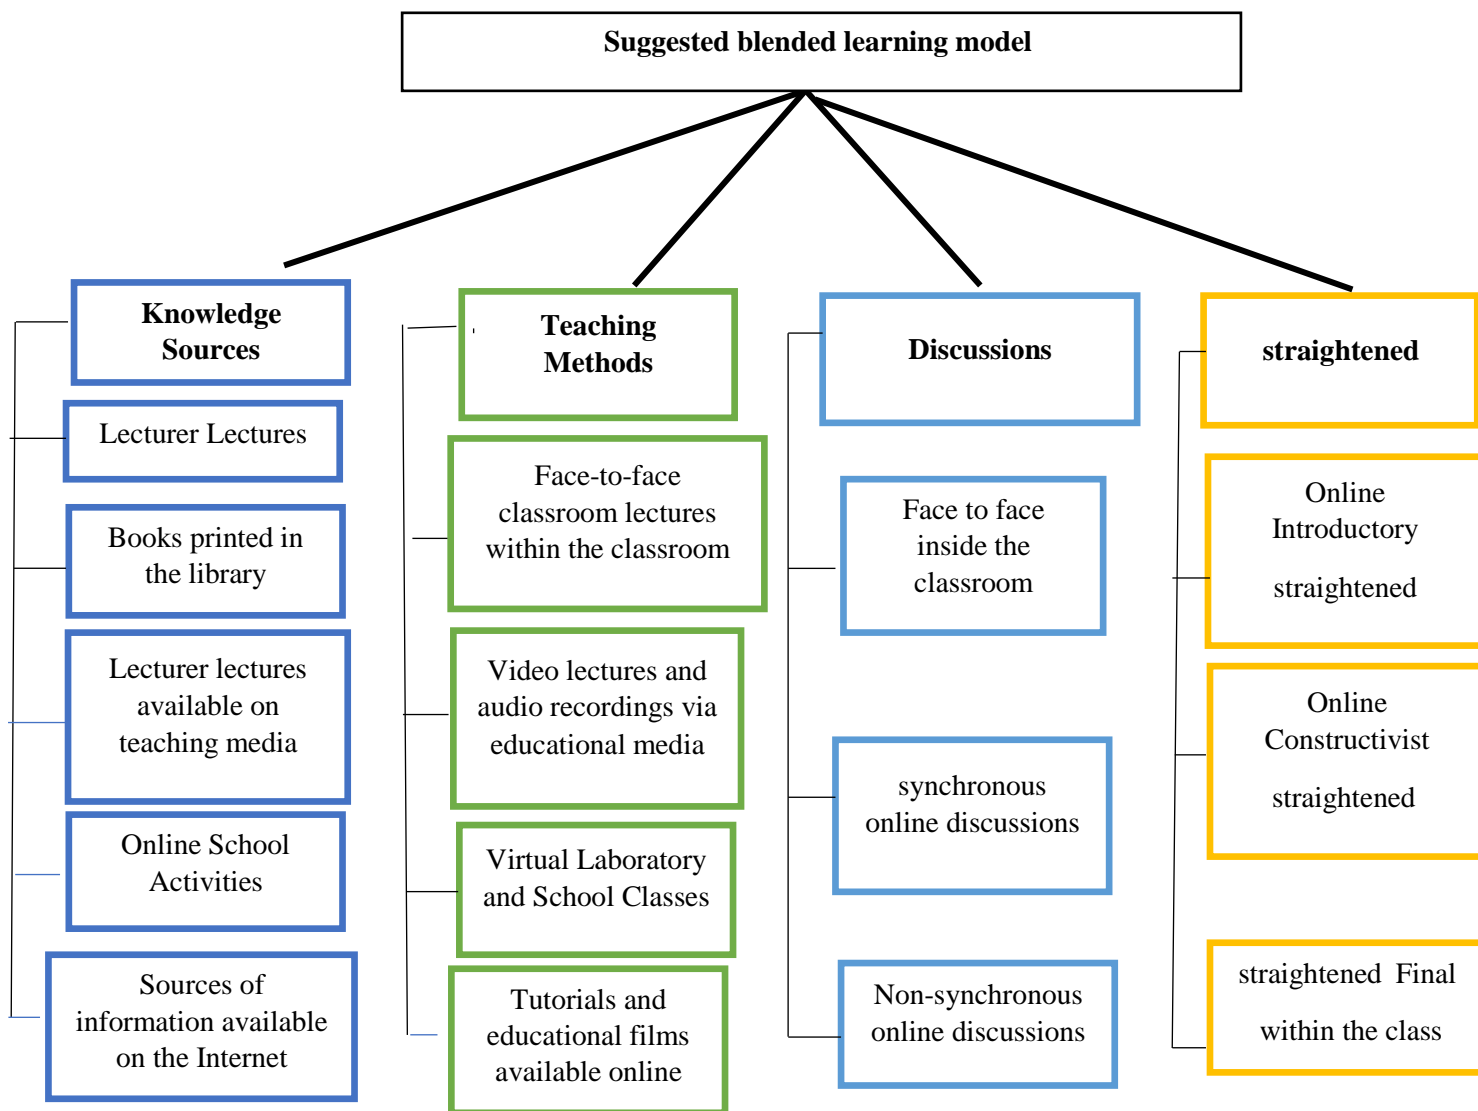 Suggested blended learning model
Knowledge
Sources
Lecturer Lectures
Books printed in
the library
Lecturer lectures
available on
teaching media
Online School
Activities
Sources of
information available
on the Internet
Teaching
Methods
Face-to-face
classroom lectures
within the classroom
Video lectures and
audio recordings via
educational media
Virtual Laboratory
and School Classes
Tutorials and
educational films
available online
Discussions
Face to face
inside the
classroom
synchronous
online discussions
Non-synchronous
online discussions
straightened
Online
Introductory
straightened
Online
Constructivist
straightened
straightened Final
within the class